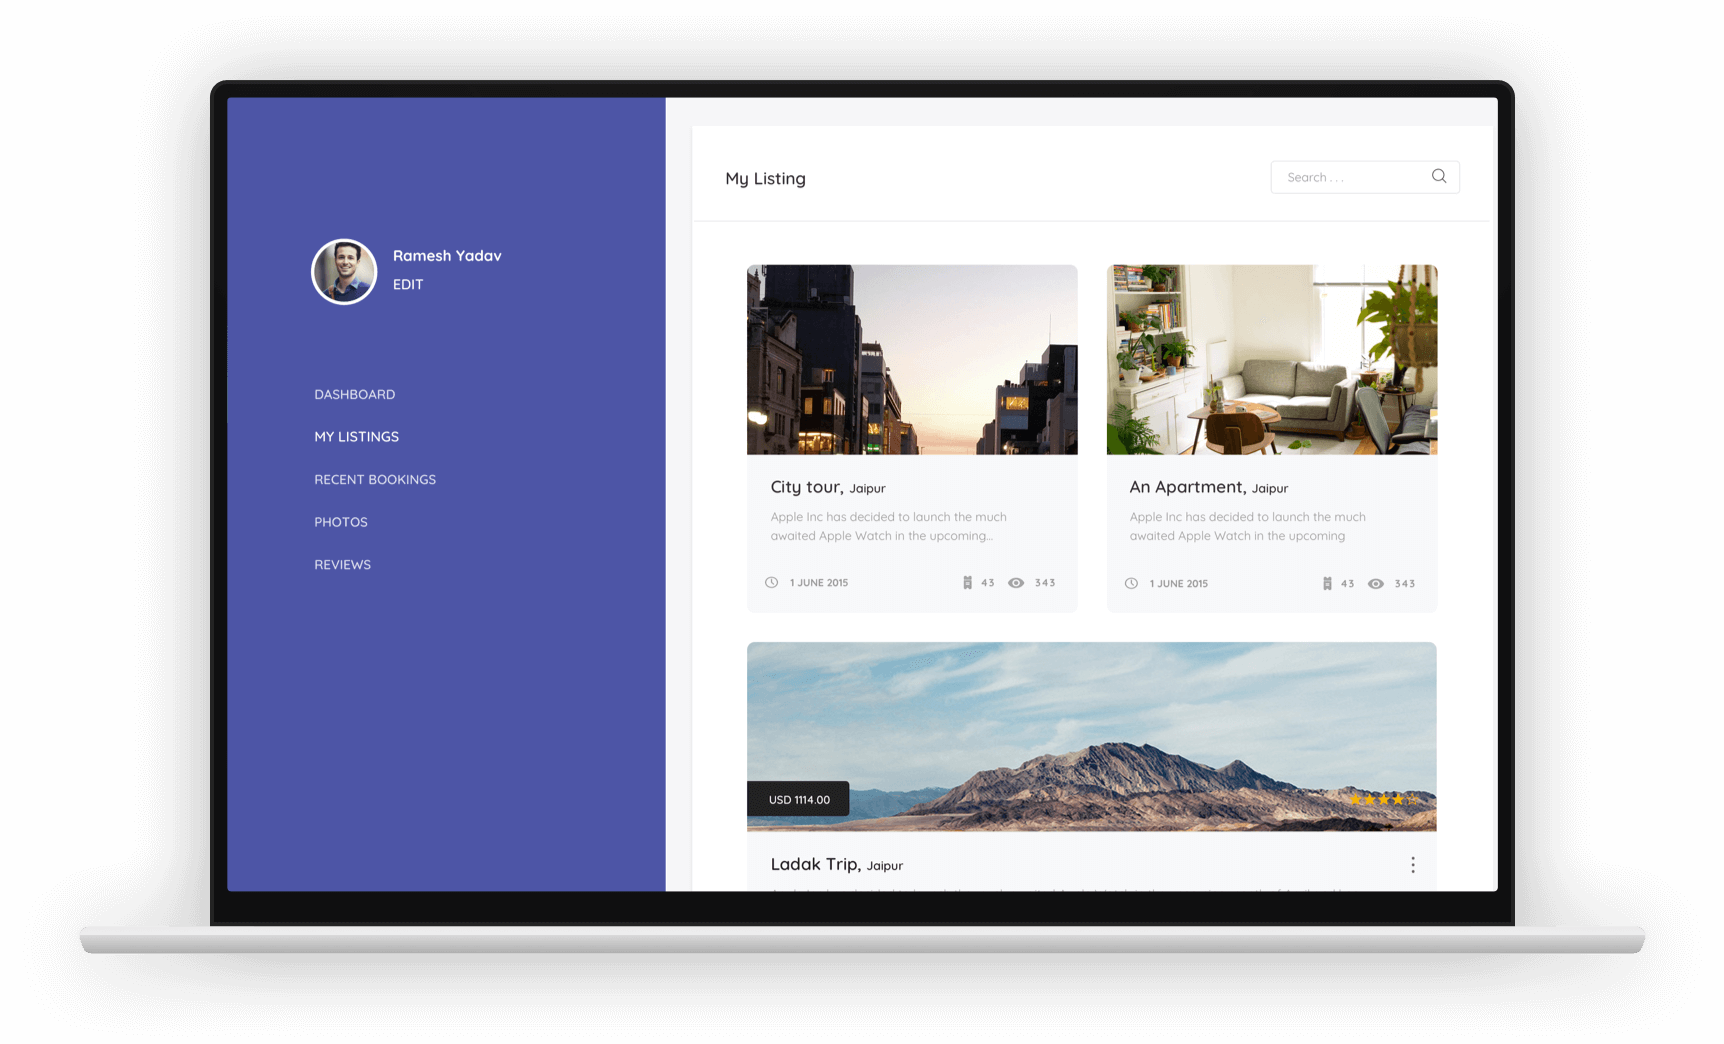 Ramesh Yadav
EDIT
DASHBOARD
MY LISTINGS
RECENT BOOKINGS
PHOTOS
REVIEWS
My Listing
Search . . .
City tour, Jaipur
Apple Inc has decided to launch the much
awaited Apple Watch in the upcoming...
1 JUNE 2015
43
343
An Apartment, Jaipur
Apple Inc has decided to launch the much
awaited Apple Watch in the upcoming
1 JUNE 2015
43
343
USD 1114.00
Ladak Trip, Jaipur